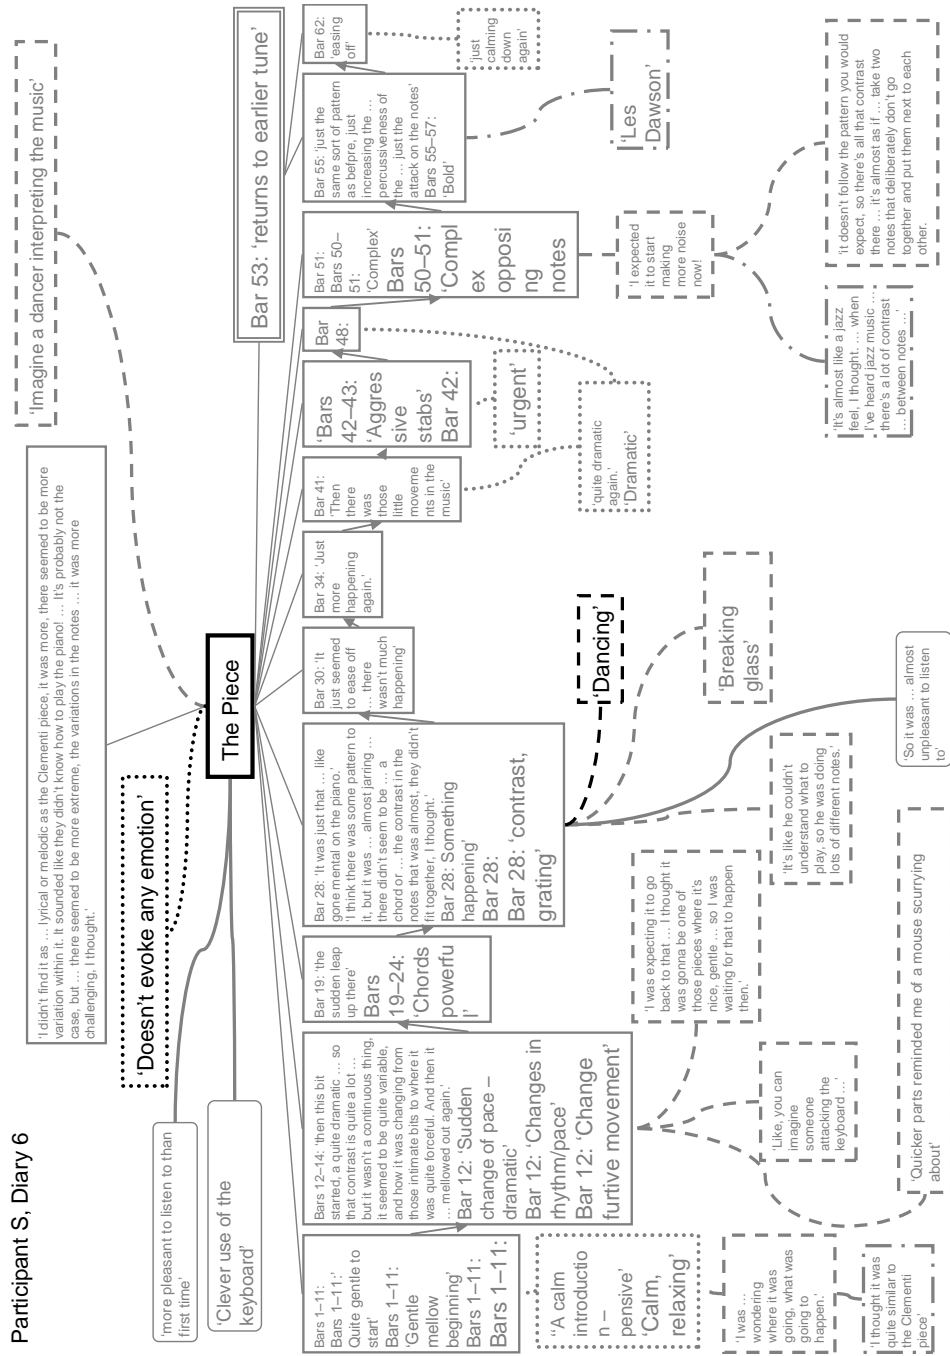 Participant S, Diary 6
‘more pleasant to listen to than
first time’
‘Clever use of the
keyboard’
‘Doesn’t evoke any emotion’
‘I didn’t find it as … lyrical or melodic as the Clementi piece, it was more, there seemed to be more
variation within it. It sounded like they didn’t know how to play the piano! … It’s probably not the
case, but … there seemed to be more extreme, the variations in the notes … it was more
challenging, I thought.’
‘Imagine a dancer interpreting the music’
The Piece
Bar 53: ‘returns to earlier tune’
Bars 1–11:
Bars 1–11:’
Quite gentle to
start’
Bars 1–11:
‘Gentle
mellow
beginning’
Bars 1–11:
Bars 1–11:
Bars 12–14: ‘then this bit
started, a quite dramatic … so
that contrast is quite a lot …
but it wasn’t a continuous thing,
it seemed to be quite variable,
and how it was changing from
those intimate bits to where it
was quite forceful. And then it
… mellowed out again.’
Bar 12: ‘Sudden
change of pace –
dramatic’
Bar 12: ‘Changes in
rhythm/pace’
Bar 12: ‘Change
furtive movement’
Bar 19: ‘the
sudden leap
up there’
Bars
19–24:
‘Chords
powerfu
l’
Bar 28: ‘It was just that … like
gone mental on the piano.’
‘I think there was some pattern to
it, but it was … almost jarring …
there didn’t seem to be … a
chord or … the contrast in the
notes that was almost, they didn’t
fit together, I thought.’
Bar 28: Something
happening’
Bar 28:
Bar 28: ‘contrast,
grating’
Bar 30: ‘It
just seemed
to ease off
… there
wasn’t much
happening’
Bar 34: ‘Just
more
happening
again.’
Bar 41:
‘Then
there
was
those
little
moveme
nts in the
music’
‘Bars
42–43:
‘Aggres
sive
stabs’
Bar 42:
Bar
48:
Bar 51:
Bars 50–
51:
‘Complex’
Bars
50–51:
‘Compl
ex
opposi
ng
notes
Bar 55: ‘just the
same sort of pattern
as befpre, just
increasing the …
percussiveness of
the … just the
attack on the notes’
Bars 55–57:
‘Bold’
Bar 62:
‘easing
off’
‘just
calming
down
again’
“A calm
introductio
n –
pensive’
‘Calm,
relaxing’
‘I was …
wondering
where it was
going, what was
going to
happen.’
‘I thought it was
quite similar to
the Clementi
piece’
‘I was expecting it to go
back to that … I thought it
was gonna be one of
those pieces where it’s
nice, gentle … so I was
waiting for that to happen
then.’
‘Like, you can
imagine
someone
attacking the
keyboard …’
‘Quicker parts reminded me of a mouse scurrying
about’
‘Dancing’
‘Breaking
glass’
‘It’s like he couldn’t
understand what to
play, so he was doing
lots of different notes.’
‘So it was … almost
unpleasant to listen
to’
‘urgent’
‘quite dramatic
again.’
‘Dramatic’
‘I expected
it to start
making
more noise
now!
‘Les
Dawson’
‘It’s almost like a jazz
feel, I thought. … when
I’ve heard jazz music …
there’s a lot of contrast
… between notes …’
‘it doesn’t follow the pattern you would
expect, so there’s all that contrast
there … it’s almost as if … take two
notes that deliberately don’t go
together and put them next to each
other.